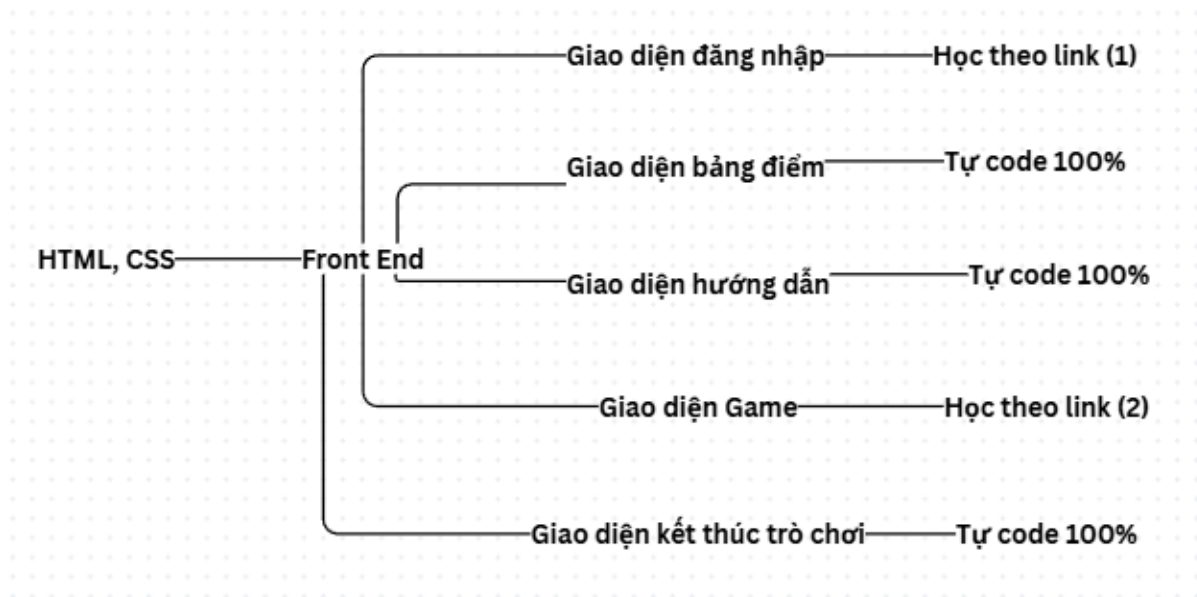 Giao diện đăng nhập
Học theo link (1)
Giao diện bảng điểm
Tự code 100%
HTML, CSS
Front End
Giao diện hướng dẫn
Tự code 100%
Giao diện Game
Học theo link (2)
Giao diện kết thúc trò chơi
Tự code 100%